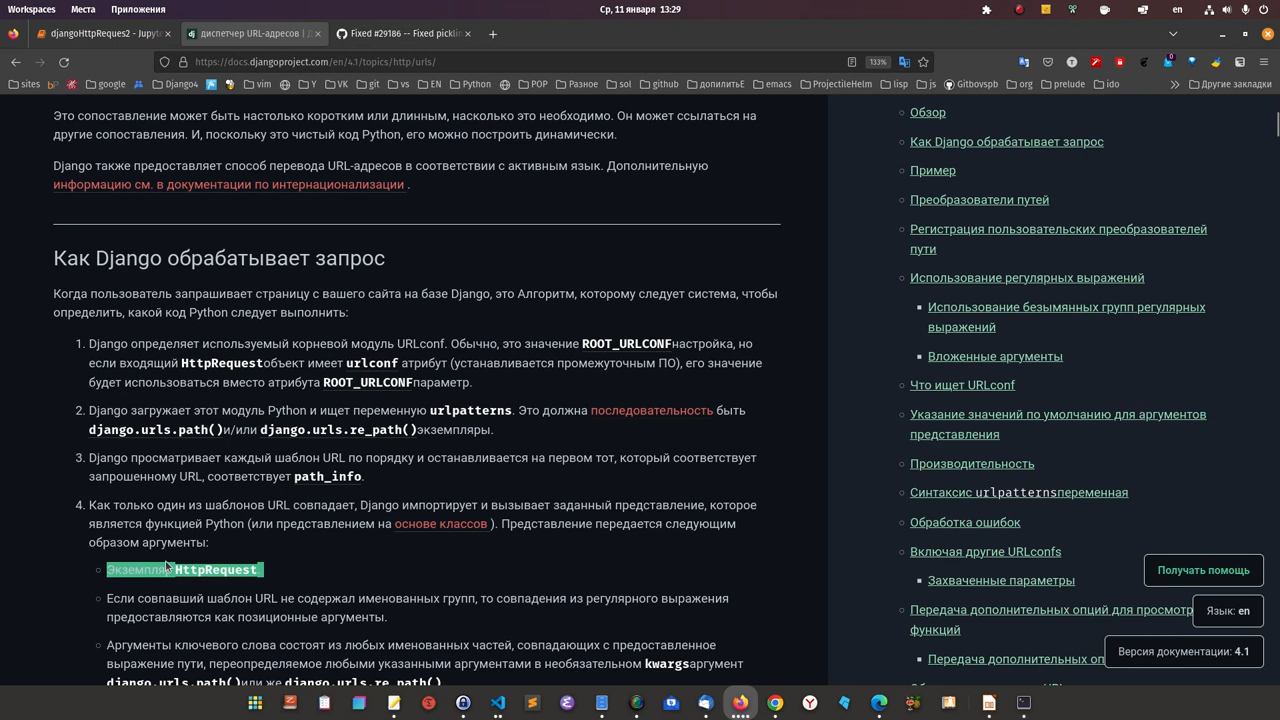 Workspaces Места Приложения Ср, 11 января 13:29 en
djangoHttpReques2 - Jupyte диспетчер URL-адресов | Д Fixed #29186 -- Fixed picklin
https://docs.djangoproject.com/en/4.1/topics/http/urls/ 133%
sites google Django4 vim Y VK git vs EN Python POP Разное sol github допилитьE emacs ProjectileHelm lisp js Gitbovspb org prelude ido Другие закладки
Это сопоставление может быть настолько коротким или длинным, насколько это необходимо. Он может ссылаться на
другие сопоставления. И, поскольку это чистый код Python, его можно построить динамически.
Django также предоставляет способ перевода URL-адресов в соответствии с активным язык. Дополнительную
информацию см. в документации по интернационализации .
Как Django обрабатывает запрос
Когда пользователь запрашивает страницу с вашего сайта на базе Django, это Алгоритм, которому следует система, чтобы
определить, какой код Python следует выполнить:
1. Django определяет используемый корневой модуль URLconf. Обычно, это значение ROOT_URLCONFнастройка, но
если входящий HttpRequestобъект имеет urlconf атрибут (устанавливается промежуточным ПО), его значение
будет использоваться вместо атрибута ROOT_URLCONFпараметр.
2. Django загружает этот модуль Python и ищет переменную urlpatterns. Это должна последовательность быть
django.urls.path()и/или django.urls.re_path()экземпляры.
3. Django просматривает каждый шаблон URL по порядку и останавливается на первом тот, который соответствует
запрошенному URL, соответствует path_info.
4. Как только один из шаблонов URL совпадает, Django импортирует и вызывает заданный представление, которое
является функцией Python (или представлением на основе классов ). Представление передается следующим
образом аргументы:
Экземпляр HttpRequest.
Если совпавший шаблон URL не содержал именованных групп, то совпадения из регулярного выражения
предоставляются как позиционные аргументы.
Аргументы ключевого слова состоят из любых именованных частей, совпадающих с предоставленное
выражение пути, переопределяемое любыми указанными аргументами в необязательном kwargsаргумент
django.urls.path()или же django.urls.re_path().
Обзор
Как Django обрабатывает запрос
Пример
Преобразователи путей
Регистрация пользовательских преобразователей
пути
Использование регулярных выражений
Использование безымянных групп регулярных
выражений
Вложенные аргументы
Что ищет URLconf
Указание значений по умолчанию для аргументов
представления
Производительность
Синтаксис urlpatternsпеременная
Обработка ошибок
Включая другие URLconfs
Захваченные параметры
Передача дополнительных опций для просмотр
функций
Передача дополнительных оп
Получать помощь
Язык: en
Версия документации: 4.1